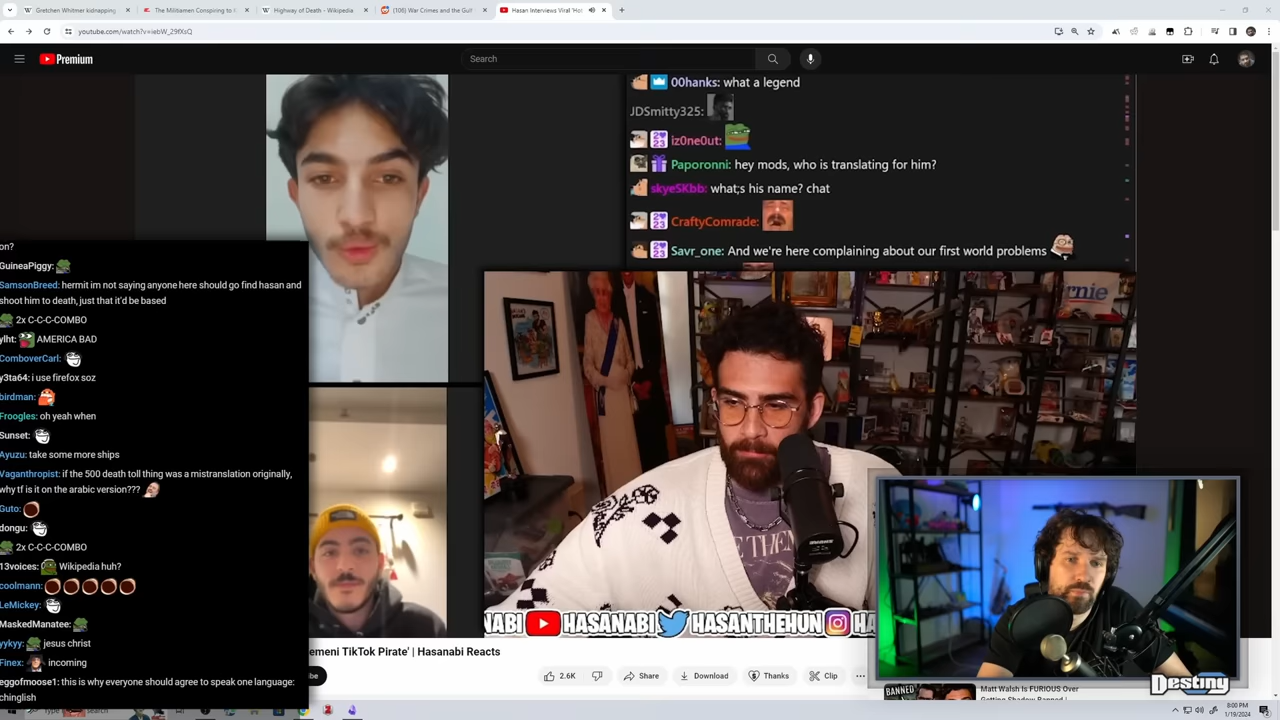 Gretchen Whitmer kidnapping
The Militiamen Conspiring to
Highway of Death - Wikipedia
(106) War Crimes and the Gulf
Hasan Interviews Viral 'Hot
youtube.com/watch?v=iebW_29fXsQ
Premium
Search
00hanks: what a legend
JDSmitty325:
iz0ne0ut:
Paporonni: hey mods, who is translating for him?
skyeSKbb: what;s his name? chat
CraftyComrade:
Savr_one: And we're here complaining about our first world problems
on?
GuineaPiggy:
SamsonBreed: hermit im not saying anyone here should go find hasan and
shoot him to death, just that it'd be based
2x C-C-C-COMBO
ylht: AMERICA BAD
ComboverCarl:
y3ta64: i use firefox soz
birdman:
Froogles: oh yeah when
Sunset:
Ayuzu: take some more ships
Vaganthropist: if the 500 death toll thing was a mistranslation originally,
why tf is it on the arabic version???
Guto:
dongu:
2x C-C-C-COMBO
13voices: Wikipedia huh?
coolmann:
LeMickey:
MaskedManatee:
yykyy: jesus christ
Finex: incoming
eggofmoose1: this is why everyone should agree to speak one language:
chinglish
ernie
NABI HASANABI HASANTHEHUN HA
emeni TikTok Pirate' | Hasanabi Reacts
be
2.6K
Share
Download
Thanks
Clip
Destiny
BANNED
Matt Walsh Is FURIOUS Over
Getting Shadow Banned |
Type
search
8:00 PM
1/19/2024